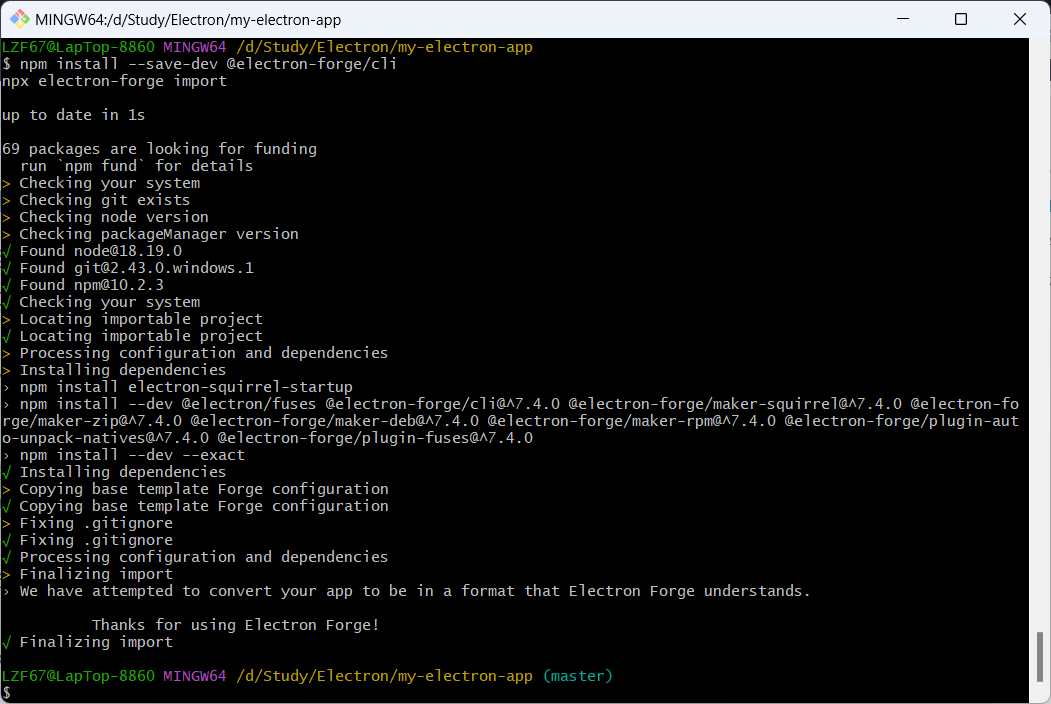 MINGW64:/d/Study/Electron/my-electron-app
LZF67@LapTop-8860 MINGW64 /d/Study/Electron/my-electron-app
$ npm install --save-dev @electron-forge/cli
npx electron-forge import
up to date in 1s
69 packages are looking for funding
  run `npm fund` for details
> Checking your system
> Checking git exists
> Checking node version
> Checking packageManager version
√ Found node@18.19.0
√ Found git@2.43.0.windows.1
√ Found npm@10.2.3
√ Checking your system
> Locating importable project
√ Locating importable project
> Processing configuration and dependencies
> Installing dependencies
› npm install electron-squirrel-startup
› npm install --dev @electron/fuses @electron-forge/cli@^7.4.0 @electron-forge/maker-squirrel@^7.4.0 @electron-fo
rge/maker-zip@^7.4.0 @electron-forge/maker-deb@^7.4.0 @electron-forge/maker-rpm@^7.4.0 @electron-forge/plugin-aut
o-unpack-natives@^7.4.0 @electron-forge/plugin-fuses@^7.4.0
› npm install --dev --exact
√ Installing dependencies
> Copying base template Forge configuration
√ Copying base template Forge configuration
> Fixing .gitignore
√ Fixing .gitignore
√ Processing configuration and dependencies
> Finalizing import
› We have attempted to convert your app to be in a format that Electron Forge understands.
          Thanks for using Electron Forge!
√ Finalizing import
LZF67@LapTop-8860 MINGW64 /d/Study/Electron/my-electron-app (master)
$